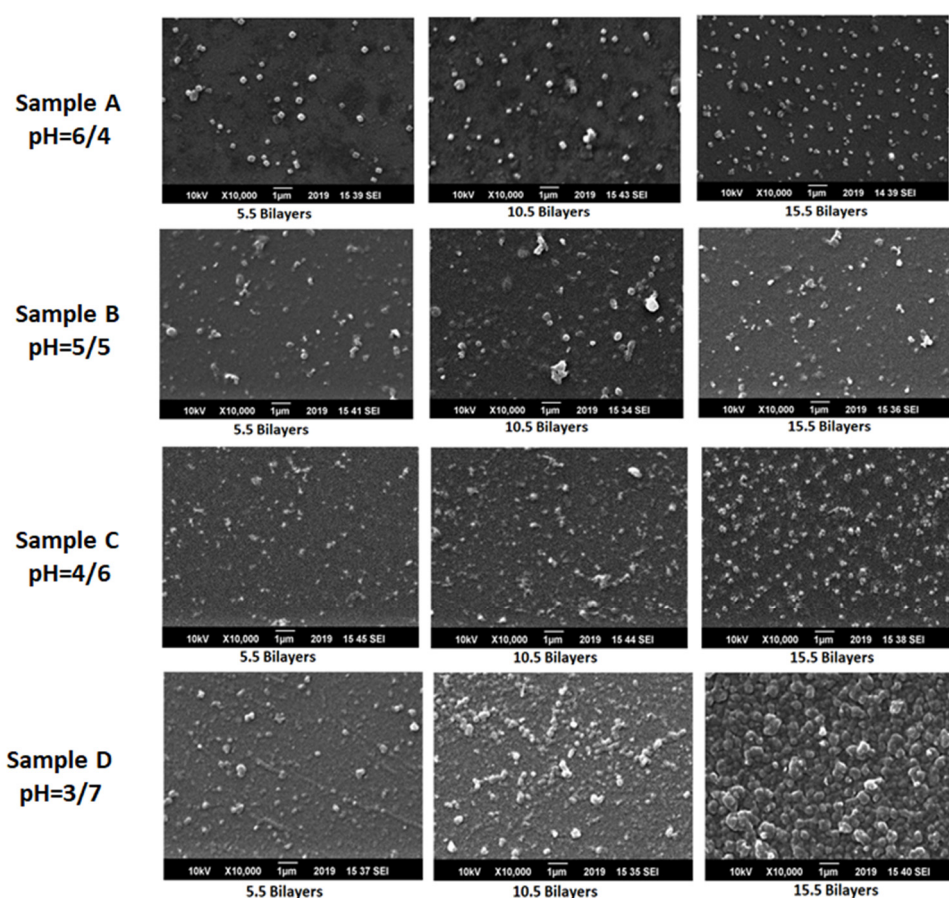 Sample A
pH=6/4
10kV X10,000 1µm 2019 15 39 SEI
5.5 Bilayers
10kV X10,000 1µm 2019 15 43 SEI
10.5 Bilayers
10kV X10,000 1µm 2019 14 39 SEI
15.5 Bilayers
Sample B
pH=5/5
10kV X10,000 1µm 2019 15 41 SEI
5.5 Bilayers
10kV X10,000 1µm 2019 15 34 SEI
10.5 Bilayers
10kV X10,000 1µm 2019 15 36 SEI
15.5 Bilayers
Sample C
pH=4/6
10kV X10,000 1µm 2019 15 45 SEI
5.5 Bilayers
10kV X10,000 1µm 2019 15 44 SEI
10.5 Bilayers
10kV X10,000 1µm 2019 15 38 SEI
15.5 Bilayers
Sample D
pH=3/7
10kV X10,000 1µm 2019 15 37 SEI
5.5 Bilayers
10kV X10,000 1µm 2019 15 35 SEI
10.5 Bilayers
10kV X10,000 1µm 2019 15 40 SEI
15.5 Bilayers